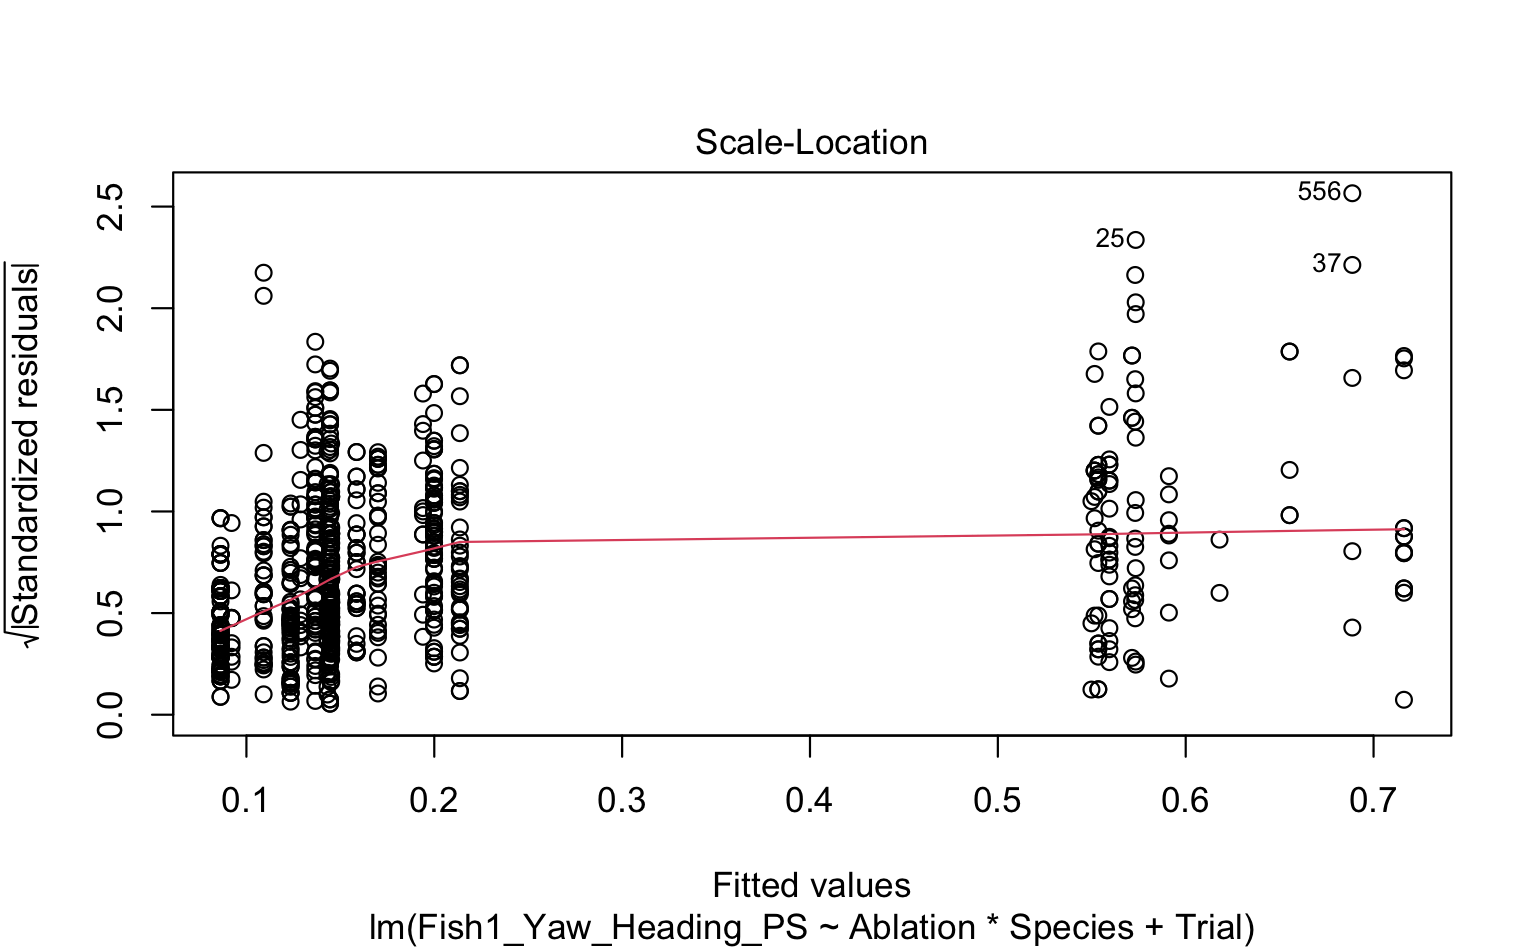 Scale-Location
√|Standardized residuals|
2.5
2.0
1.5
1.0
0.5
0.0
556
25
37
0.1 0.2 0.3 0.4 0.5 0.6 0.7
Fitted values
lm(Fish1_Yaw_Heading_PS ~ Ablation * Species + Trial)